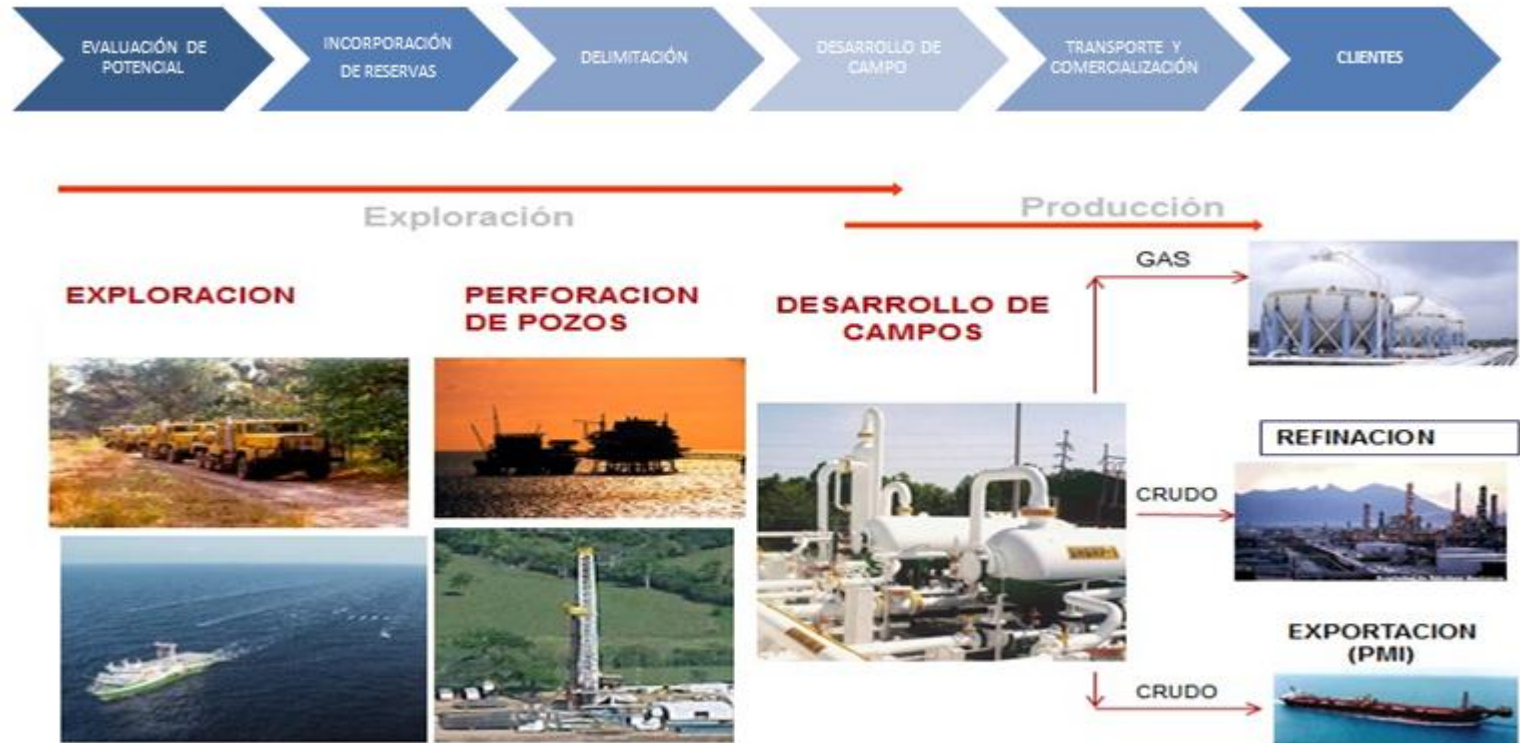 EVALUACIÓN DE
POTENCIAL
INCORPORACIÓN
DE RESERVAS
DELIMITACIÓN
DESARROLLO DE
CAMPO
TRANSPORTE Y
COMERCIALIZACIÓN
CLIENTES
Exploración
Producción
EXPLORACION
PERFORACION
DE POZOS
DESARROLLO DE
CAMPOS
GAS
CRUDO
REFINACION
EXPORTACION
(PMI)
CRUDO